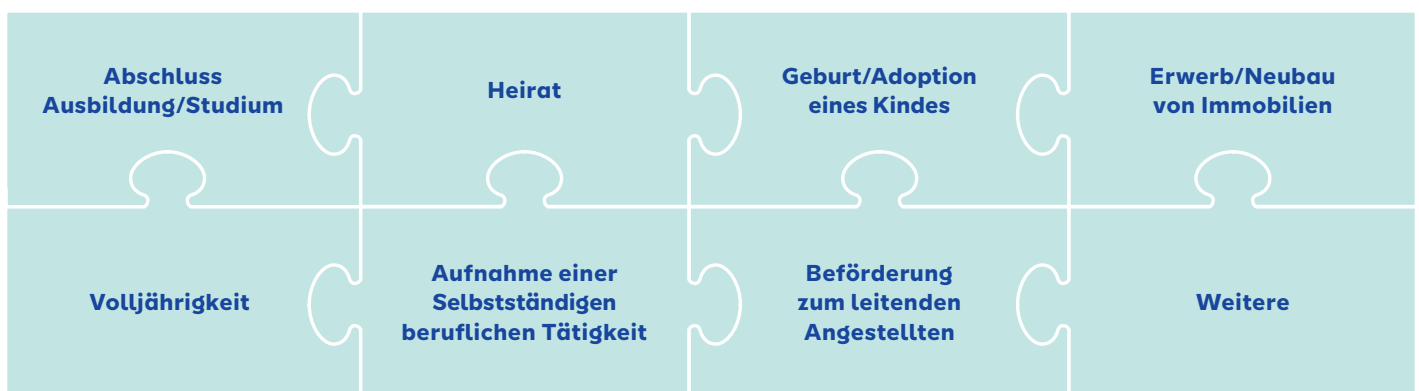 Abschluss
Ausbildung/Studium
Heirat
Geburt/Adoption
eines Kindes
Erwerb/Neubau
von Immobilien
Volljährigkeit
Aufnahme einer
Selbstständigen
beruflichen Tätigkeit
Beförderung
zum leitenden
Angestellten
Weitere